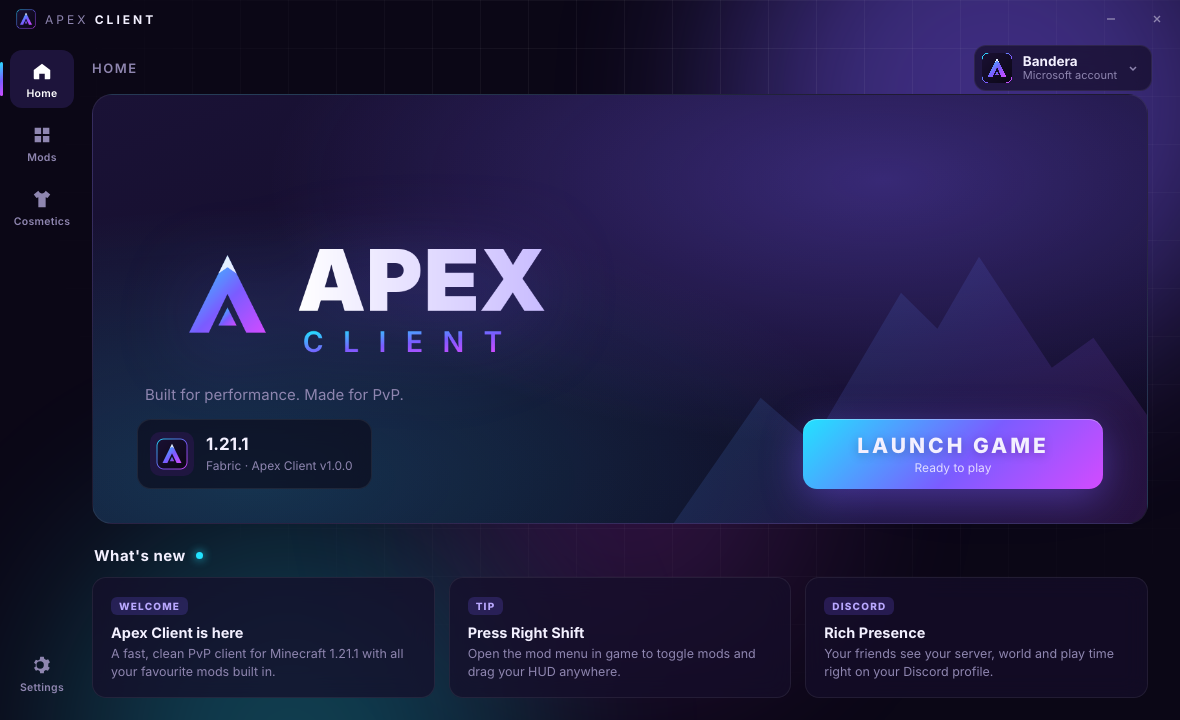 APEX CLIENT
Home
Mods
Cosmetics
Settings
HOME
Bandera
Microsoft account
APEX
CLIENT
Built for performance. Made for PvP.
1.21.1
Fabric · Apex Client v1.0.0
LAUNCH GAME
Ready to play
What's new
WELCOME
Apex Client is here
A fast, clean PvP client for Minecraft 1.21.1 with all
your favourite mods built in.
TIP
Press Right Shift
Open the mod menu in game to toggle mods and
drag your HUD anywhere.
DISCORD
Rich Presence
Your friends see your server, world and play time
right on your Discord profile.